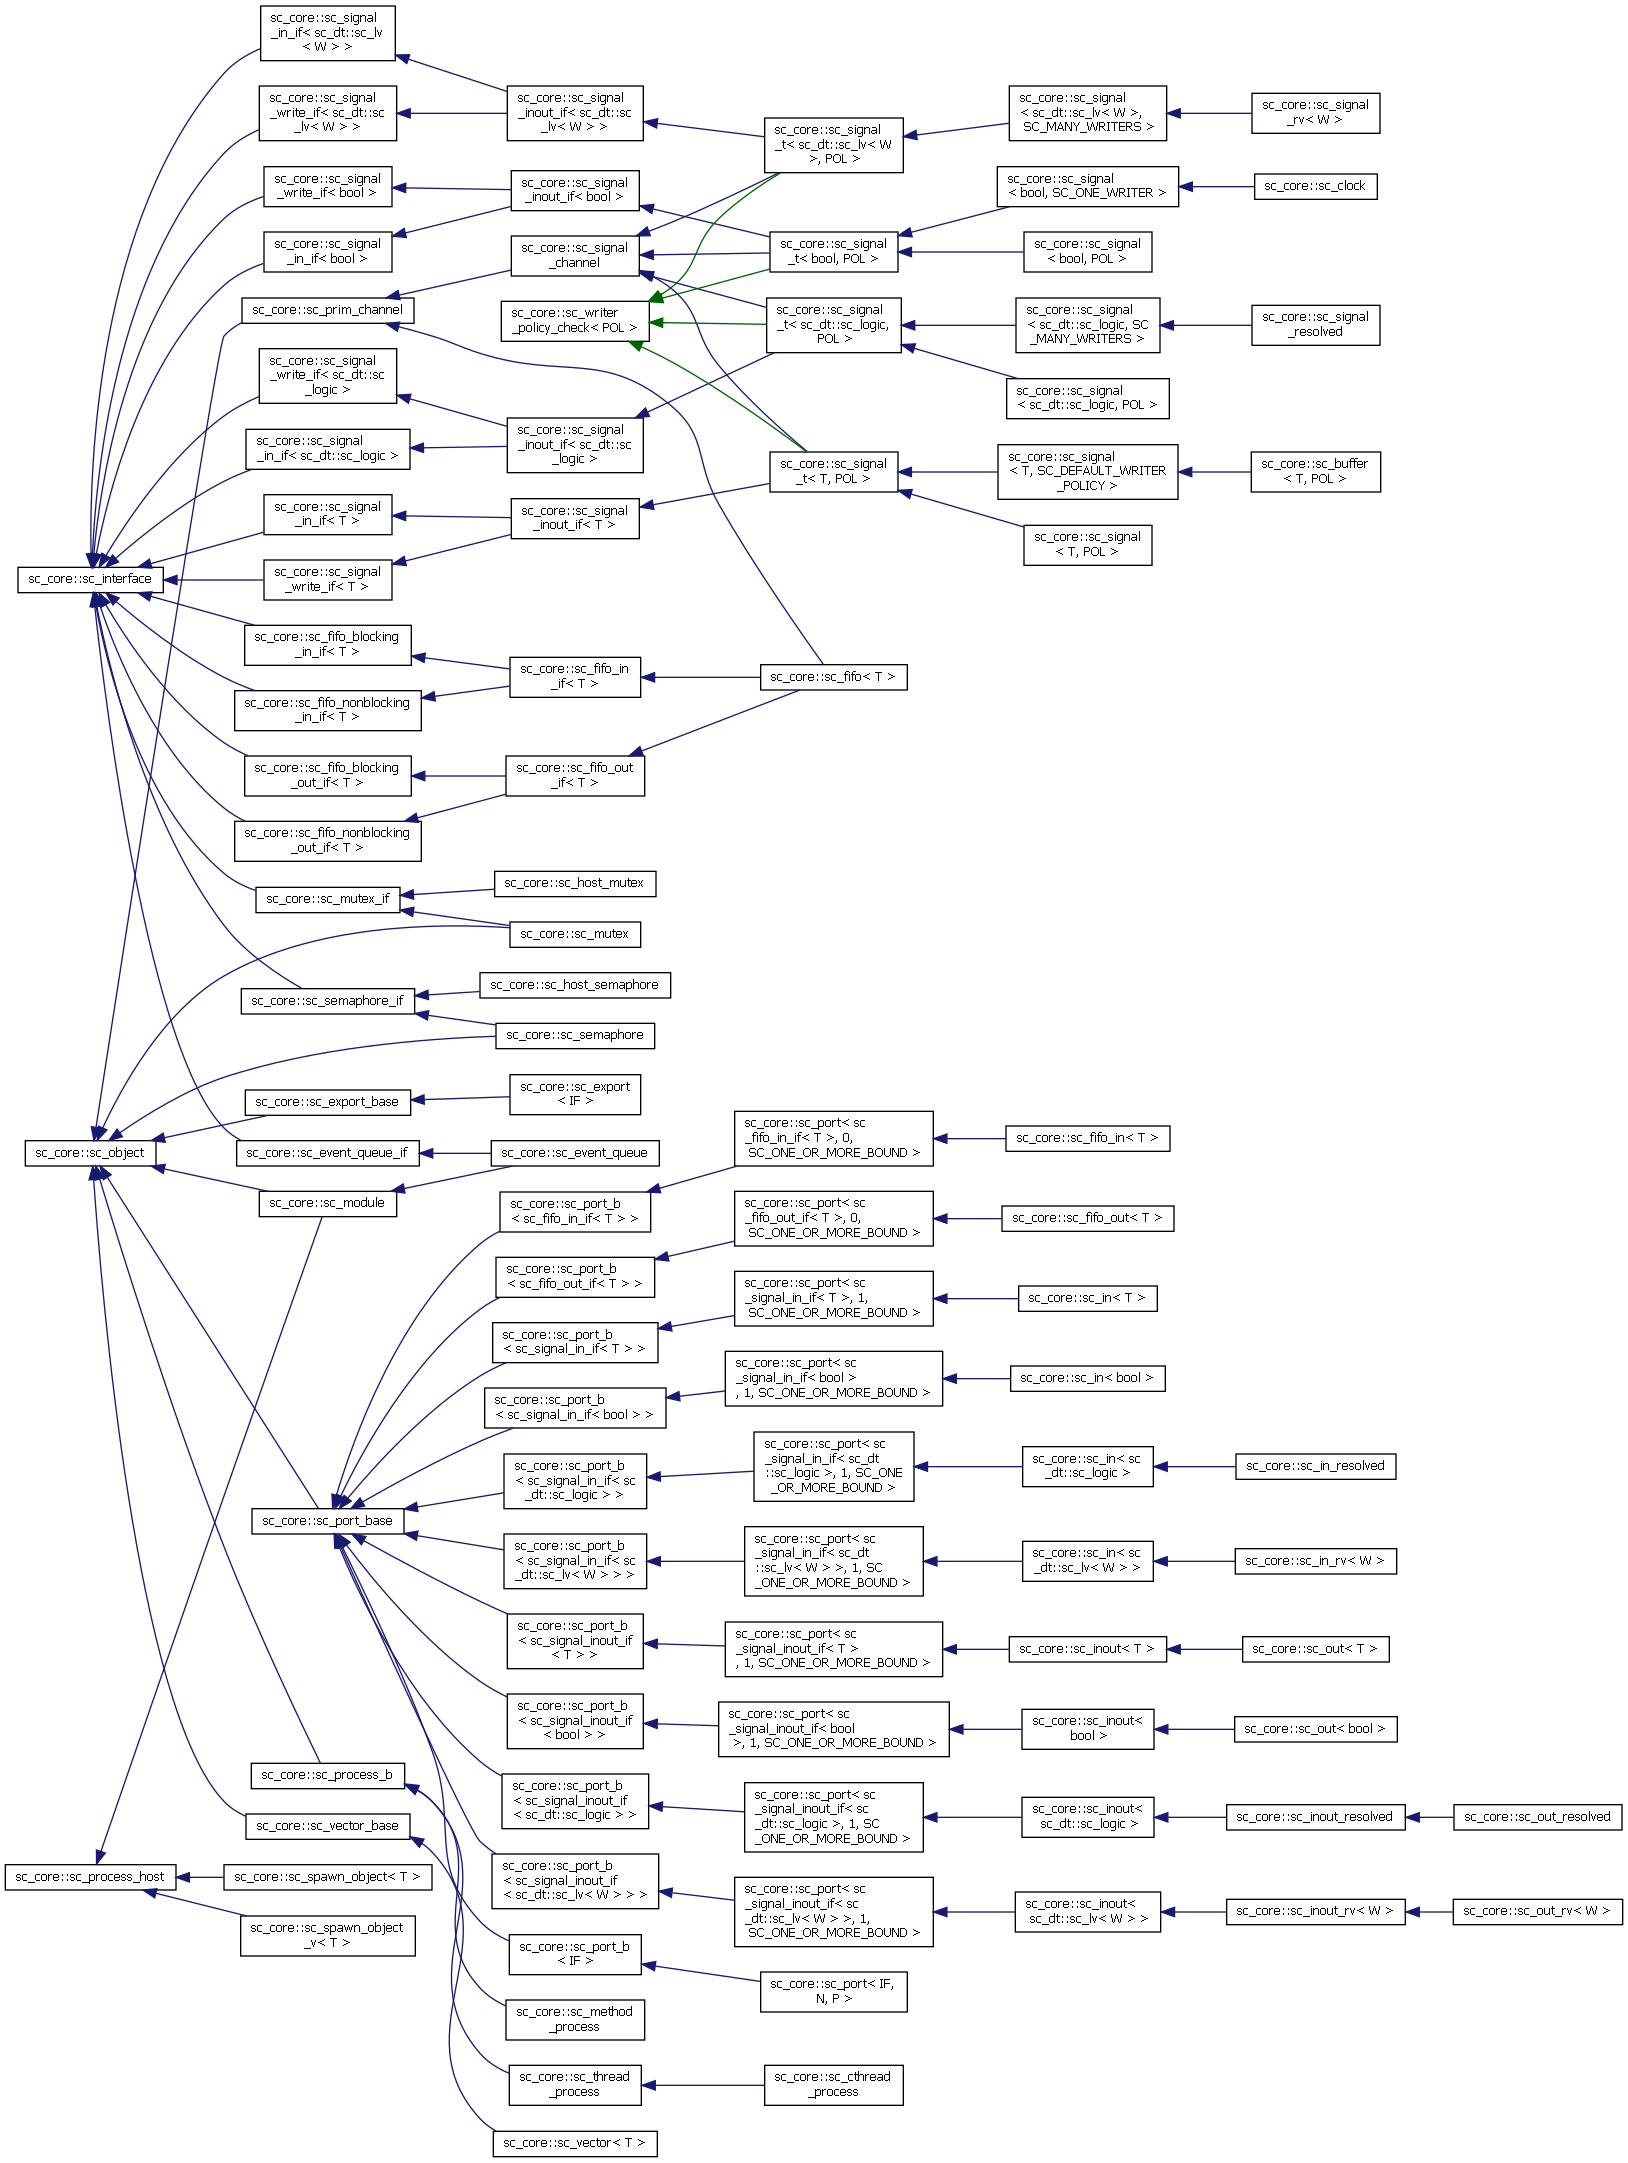 sc_core::sc_signal
_in_if< sc_dt::sc_lv
< W > >
sc_core::sc_signal
_write_if< sc_dt::sc
_lv< W > >
sc_core::sc_signal
_write_if< bool >
sc_core::sc_signal
_in_if< bool >
sc_core::sc_prim_channel
sc_core::sc_signal
_write_if< sc_dt::sc
_logic >
sc_core::sc_signal
_in_if< sc_dt::sc_logic >
sc_core::sc_signal
_in_if< T >
sc_core::sc_interface
sc_core::sc_signal
_write_if< T >
sc_core::sc_fifo_blocking
_in_if< T >
sc_core::sc_fifo_nonblocking
_in_if< T >
sc_core::sc_fifo_blocking
_out_if< T >
sc_core::sc_fifo_nonblocking
_out_if< T >
sc_core::sc_mutex_if
sc_core::sc_semaphore_if
sc_core::sc_export_base
sc_core::sc_object
sc_core::sc_event_queue_if
sc_core::sc_module
sc_core::sc_port_base
sc_core::sc_process_b
sc_core::sc_vector_base
sc_core::sc_process_host
sc_core::sc_spawn_object< T >
sc_core::sc_spawn_object
_v< T >
sc_core::sc_signal
_inout_if< sc_dt::sc
_lv< W > >
sc_core::sc_signal
_inout_if< bool >
sc_core::sc_signal
_channel
sc_core::sc_writer
_policy_check< POL >
sc_core::sc_signal
_inout_if< sc_dt::sc
_logic >
sc_core::sc_signal
_inout_if< T >
sc_core::sc_fifo_in
_if< T >
sc_core::sc_fifo_out
_if< T >
sc_core::sc_host_mutex
sc_core::sc_mutex
sc_core::sc_host_semaphore
sc_core::sc_semaphore
sc_core::sc_export
< IF >
sc_core::sc_event_queue
sc_core::sc_port_b
< sc_fifo_in_if< T > >
sc_core::sc_port_b
< sc_fifo_out_if< T > >
sc_core::sc_port_b
< sc_signal_in_if< T > >
sc_core::sc_port_b
< sc_signal_in_if< bool > >
sc_core::sc_port_b
< sc_signal_in_if< sc
_dt::sc_logic > >
sc_core::sc_port_b
< sc_signal_in_if< sc
_dt::sc_lv< W > > >
sc_core::sc_port_b
< sc_signal_inout_if
< T > >
sc_core::sc_port_b
< sc_signal_inout_if
< bool > >
sc_core::sc_port_b
< sc_signal_inout_if
< sc_dt::sc_logic > >
sc_core::sc_port_b
< sc_signal_inout_if
< sc_dt::sc_lv< W > > >
sc_core::sc_port_b
< IF >
sc_core::sc_method
_process
sc_core::sc_thread
_process
sc_core::sc_vector< T >
sc_core::sc_signal
_t< sc_dt::sc_lv< W
>, POL >
sc_core::sc_signal
_t< bool, POL >
sc_core::sc_signal
_t< sc_dt::sc_logic,
POL >
sc_core::sc_signal
_t< T, POL >
sc_core::sc_fifo< T >
sc_core::sc_port< sc
_fifo_in_if< T >, 0,
SC_ONE_OR_MORE_BOUND >
sc_core::sc_port< sc
_fifo_out_if< T >, 0,
SC_ONE_OR_MORE_BOUND >
sc_core::sc_port< sc
_signal_in_if< T >, 1,
SC_ONE_OR_MORE_BOUND >
sc_core::sc_port< sc
_signal_in_if< bool >
, 1, SC_ONE_OR_MORE_BOUND >
sc_core::sc_port< sc
_signal_in_if< sc_dt
::sc_logic >, 1, SC_ONE
_OR_MORE_BOUND >
sc_core::sc_port< sc
_signal_in_if< sc_dt
::sc_lv< W > >, 1, SC
_ONE_OR_MORE_BOUND >
sc_core::sc_port< sc
_signal_inout_if< T >
, 1, SC_ONE_OR_MORE_BOUND >
sc_core::sc_port< sc
_signal_inout_if< bool
>, 1, SC_ONE_OR_MORE_BOUND >
sc_core::sc_port< sc
_signal_inout_if< sc
_dt::sc_logic >, 1, SC
_ONE_OR_MORE_BOUND >
sc_core::sc_port< sc
_signal_inout_if< sc
_dt::sc_lv< W > >, 1,
SC_ONE_OR_MORE_BOUND >
sc_core::sc_port< IF,
N, P >
sc_core::sc_cthread
_process
sc_core::sc_signal
< sc_dt::sc_lv< W >,
SC_MANY_WRITERS >
sc_core::sc_signal
< bool, SC_ONE_WRITER >
sc_core::sc_signal
< bool, POL >
sc_core::sc_signal
< sc_dt::sc_logic, SC
_MANY_WRITERS >
sc_core::sc_signal
< sc_dt::sc_logic, POL >
sc_core::sc_signal
< T, SC_DEFAULT_WRITER
_POLICY >
sc_core::sc_signal
< T, POL >
sc_core::sc_fifo_in< T >
sc_core::sc_fifo_out< T >
sc_core::sc_in< T >
sc_core::sc_in< bool >
sc_core::sc_in< sc
_dt::sc_logic >
sc_core::sc_in< sc
_dt::sc_lv< W > >
sc_core::sc_inout< T >
sc_core::sc_inout<
bool >
sc_core::sc_inout<
sc_dt::sc_logic >
sc_core::sc_inout<
sc_dt::sc_lv< W > >
sc_core::sc_signal
_rv< W >
sc_core::sc_clock
sc_core::sc_signal
_resolved
sc_core::sc_buffer
< T, POL >
sc_core::sc_in_resolved
sc_core::sc_in_rv< W >
sc_core::sc_out< T >
sc_core::sc_out< bool >
sc_core::sc_inout_resolved
sc_core::sc_inout_rv< W >
sc_core::sc_out_resolved
sc_core::sc_out_rv< W >